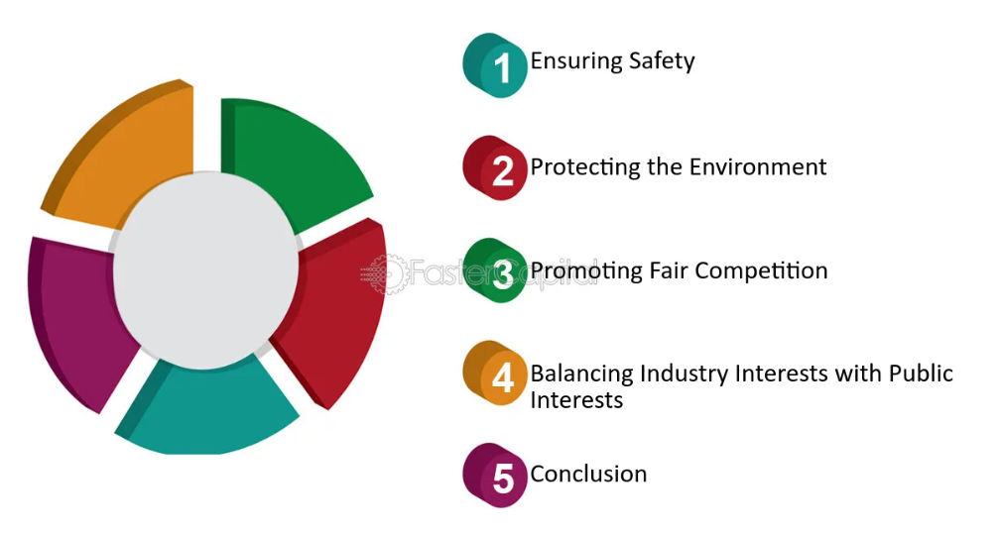 1 Ensuring Safety
2 Protecting the Environment
FasterCapital
3 Promoting Fair Competition
4 Balancing Industry Interests with Public
Interests
5 Conclusion